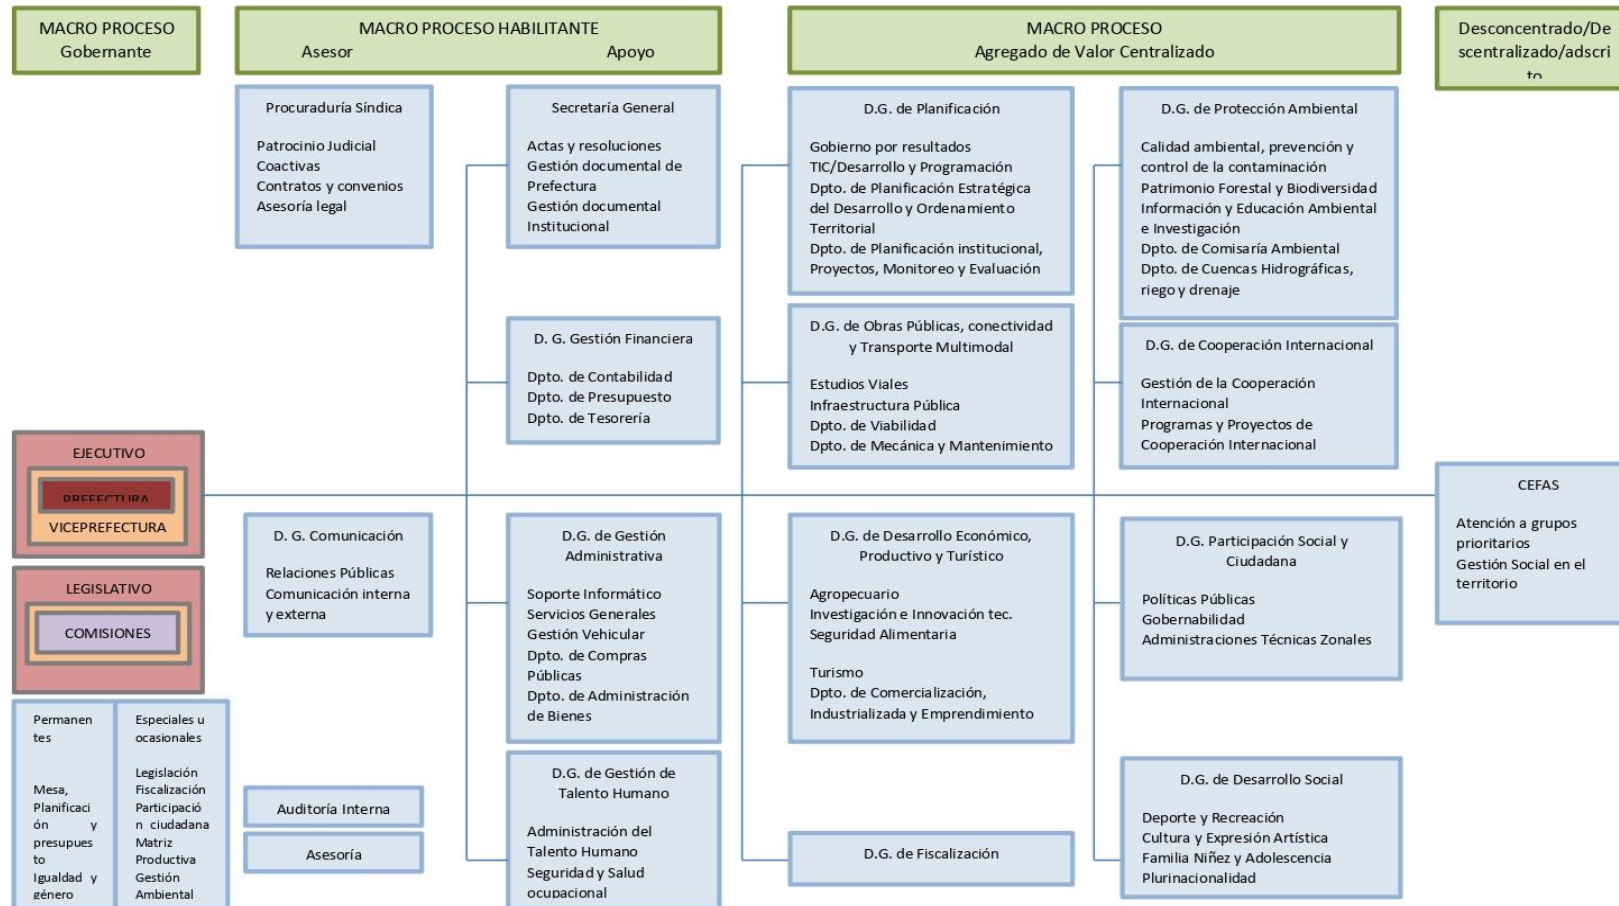 MACRO PROCESO
Gobernante
MACRO PROCESO HABILITANTE
Asesor Apoyo
MACRO PROCESO
Agregado de Valor Centralizado
Desconcentrado/De
scentralizado/adscri
to
Procuraduría Síndica
Patrocinio Judicial
Coactivas
Contratos y convenios
Asesoría legal
Secretaría General
Actas y resoluciones
Gestión documental de
Prefectura
Gestión documental
Institucional
D.G. de Planificación
Gobierno por resultados
TIC/Desarrollo y Programación
Dpto. de Planificación Estratégica
del Desarrollo y Ordenamiento
Territorial
Dpto. de Planificación institucional,
Proyectos, Monitoreo y Evaluación
D.G. de Protección Ambiental
Calidad ambiental, prevención y
control de la contaminación
Patrimonio Forestal y Biodiversidad
Información y Educación Ambiental
e Investigación
Dpto. de Comisaría Ambiental
Dpto. de Cuencas Hidrográficas,
riego y drenaje
D. G. Gestión Financiera
Dpto. de Contabilidad
Dpto. de Presupuesto
Dpto. de Tesorería
D.G. de Obras Públicas, conectividad
y Transporte Multimodal
Estudios Viales
Infraestructura Pública
Dpto. de Viabilidad
Dpto. de Mecánica y Mantenimiento
D.G. de Cooperación Internacional
Gestión de la Cooperación
Internacional
Programas y Proyectos de
Cooperación Internacional
EJECUTIVO
PREFECTURA
VICEPREFECTURA
LEGISLATIVO
COMISIONES
D. G. Comunicación
Relaciones Públicas
Comunicación interna
y externa
D.G. de Gestión
Administrativa
Soporte Informático
Servicios Generales
Gestión Vehicular
Dpto. de Compras
Públicas
Dpto. de Administración
de Bienes
D.G. de Desarrollo Económico,
Productivo y Turístico
Agropecuario
Investigación e Innovación tec.
Seguridad Alimentaria
Turismo
Dpto. de Comercialización,
Industrializada y Emprendimiento
D.G. Participación Social y
Ciudadana
Políticas Públicas
Gobernabilidad
Administraciones Técnicas Zonales
CEFAS
Atención a grupos
prioritarios
Gestión Social en el
territorio
Permanen
tes
Mesa,
Planificaci
ón y
presupues
to
Igualdad y
género
Especiales u
ocasionales
Legislación
Fiscalización
Participació
n ciudadana
Matriz
Productiva
Gestión
Ambiental
Auditoría Interna
Asesoría
D.G. de Gestión de
Talento Humano
Administración del
Talento Humano
Seguridad y Salud
ocupacional
D.G. de Fiscalización
D.G. de Desarrollo Social
Deporte y Recreación
Cultura y Expresión Artística
Familia Niñez y Adolescencia
Plurinacionalidad